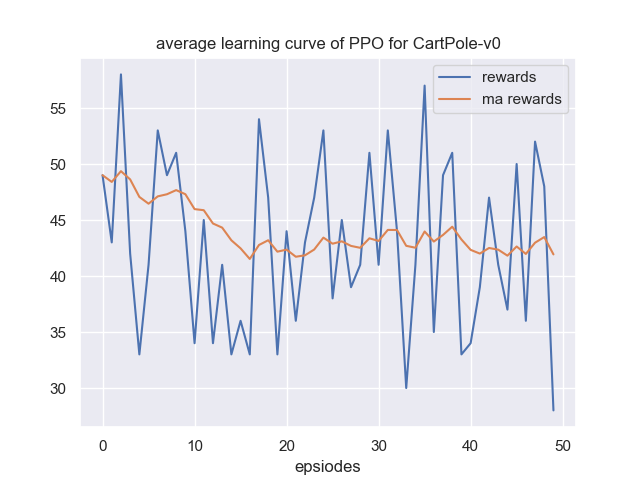 average learning curve of PPO for CartPole-v0
rewards
ma rewards
55
50
45
40
35
30
0 10 20 30 40 50
epsiodes